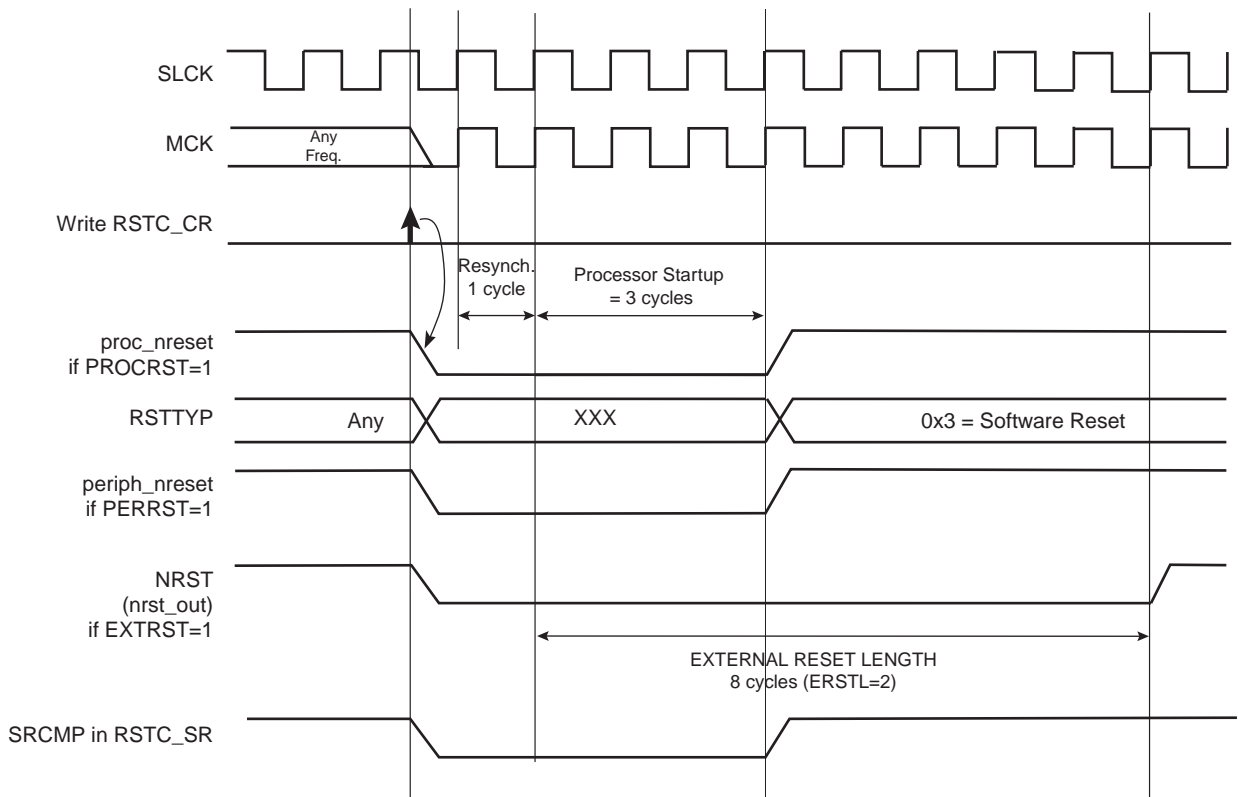 SLCK
MCK
Any
Freq.
Write RSTC_CR
Resynch.
1 cycle
Processor Startup
= 3 cycles
proc_nreset
if PROCRST=1
RSTTYP
Any
XXX
0x3 = Software Reset
periph_nreset
if PERRST=1
NRST
(nrst_out)
if EXTRST=1
EXTERNAL RESET LENGTH
8 cycles (ERSTL=2)
SRCMP in RSTC_SR